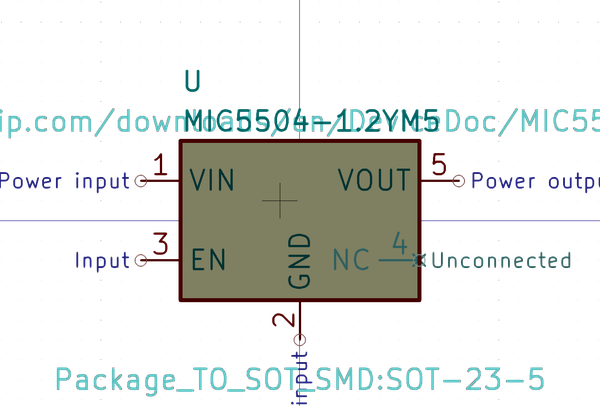 U
MIC5504-1.2YM5
ip.com/downloads/en/DeviceDoc/MIC55
1
Power input
VIN
VOUT
5
Power outpu
3
Input
EN
GND
NC
4
Unconnected
2
input
Package_TO_SOT_SMD:SOT-23-5